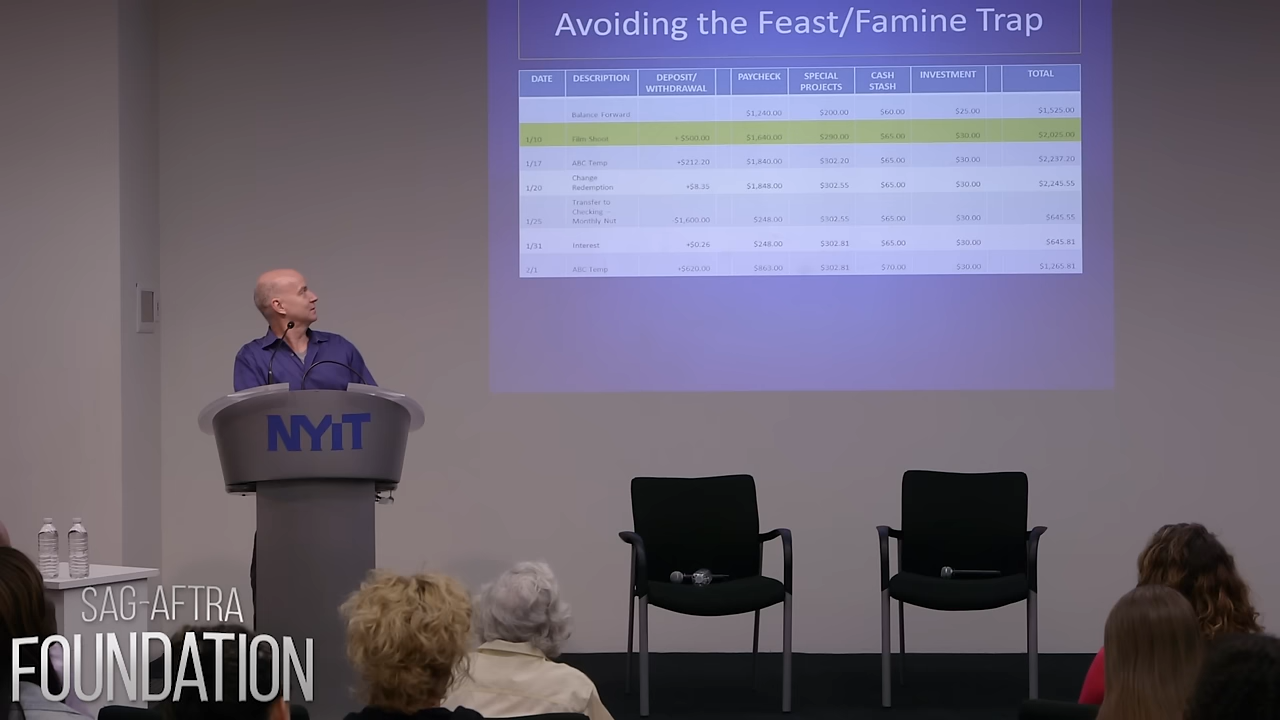 Avoiding the Feast/Famine Trap
DATE DESCRIPTION DEPOSIT/ WITHDRAWAL PAYCHECK SPECIAL PROJECTS CASH STASH INVESTMENT TOTAL
Balance Forward $1,240.00 $200.00 $60.00 $25.00 $1,525.00
1/10 Film Shoot + $500.00 $1,640.00 $290.00 $65.00 $30.00 $2,025.00
1/17 ABC Temp +$212.20 $1,840.00 $302.20 $65.00 $30.00 $2,237.20
1/20 Change Redemption +$8.35 $1,848.00 $302.55 $65.00 $30.00 $2,245.55
1/25 Transfer to Checking – Monthly Nut -$1,600.00 $248.00 $302.55 $65.00 $30.00 $645.55
1/31 Interest +$0.26 $248.00 $302.81 $65.00 $30.00 $645.81
2/1 ABC Temp +$620.00 $863.00 $302.81 $70.00 $30.00 $1,265.81
NYiT
SAG-AFTRA
FOUNDATION